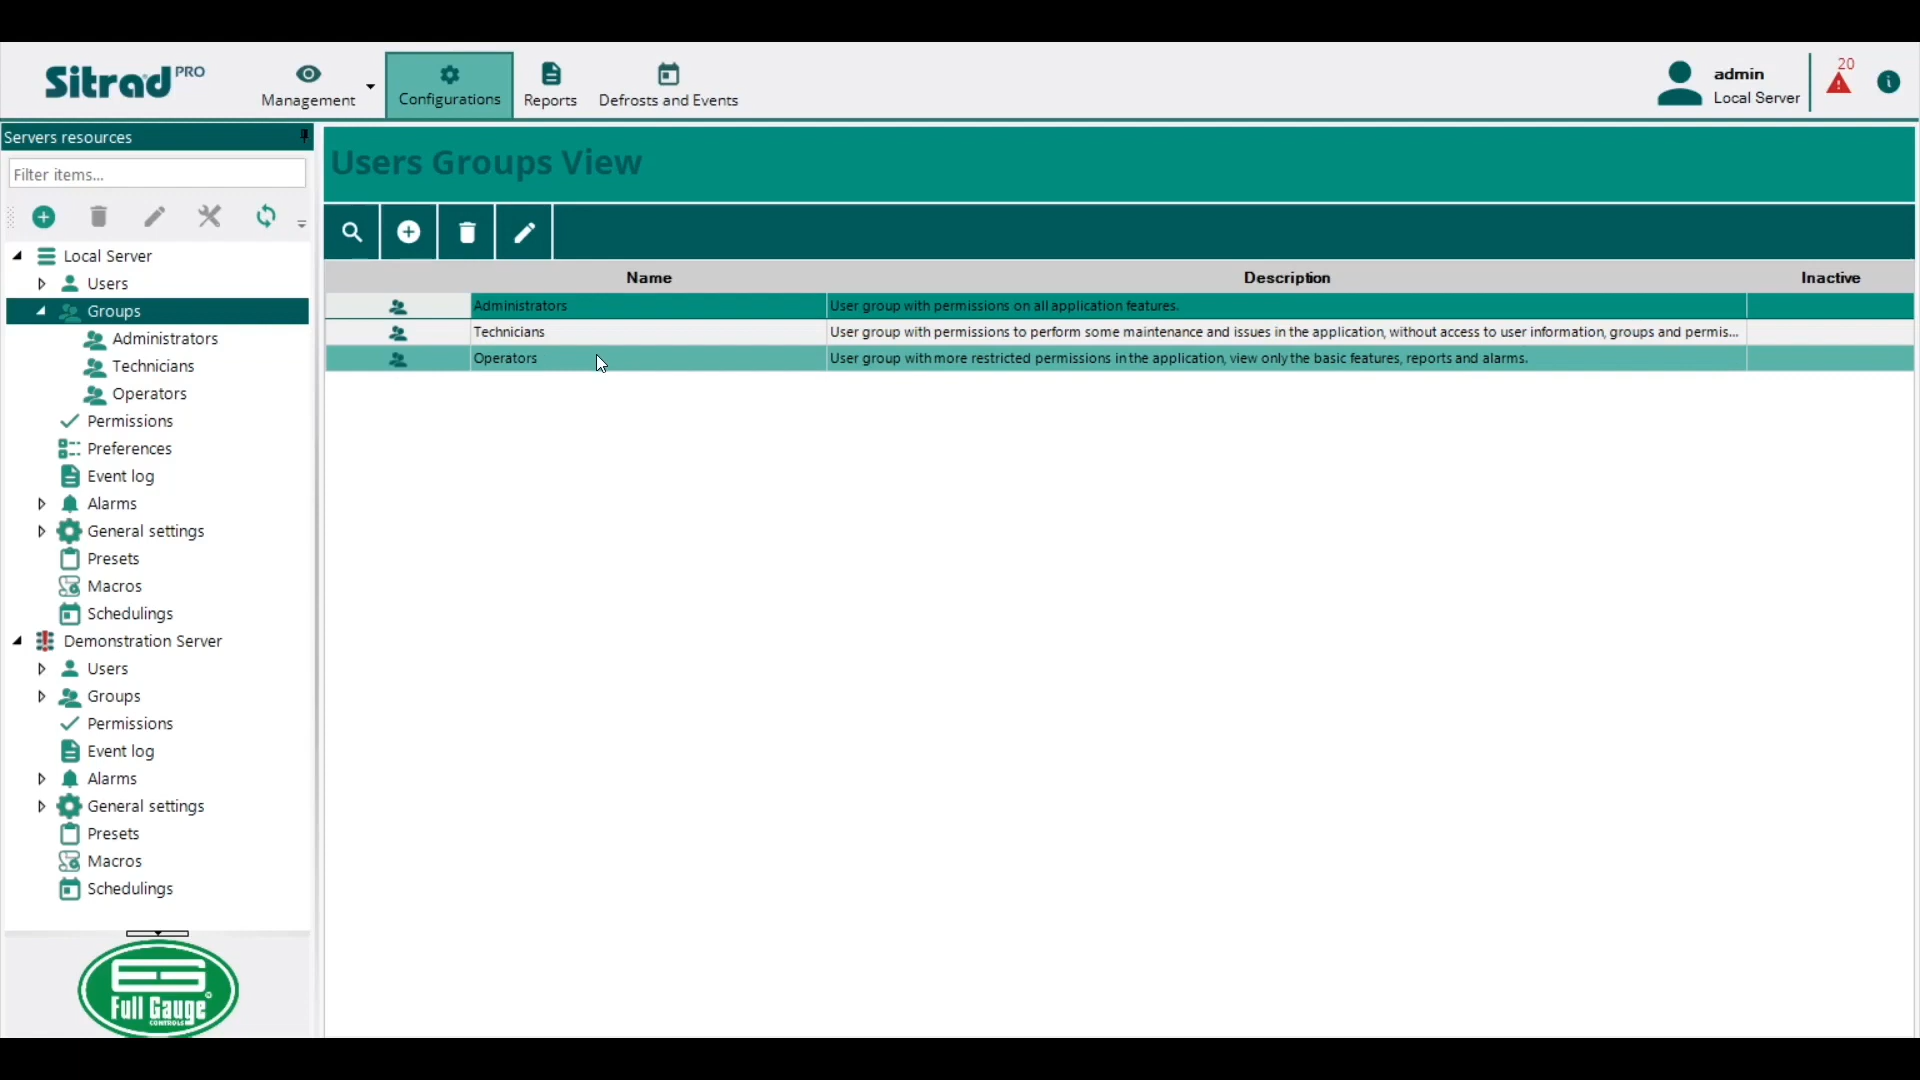 Sitrad PRO
Management
Configurations
Reports
Defrosts and Events
admin
Local Server
20
Servers resources
Filter items...
Local Server
Users
Groups
Administrators
Technicians
Operators
Permissions
Preferences
Event log
Alarms
General settings
Presets
Macros
Schedulings
Demonstration Server
Users
Groups
Permissions
Event log
Alarms
General settings
Presets
Macros
Schedulings
Full Gauge
CONTROLS
Users Groups View
Name Description Inactive
Administrators User group with permissions on all application features.
Technicians User group with permissions to perform some maintenance and issues in the application, without access to user information, groups and permis...
Operators User group with more restricted permissions in the application, view only the basic features, reports and alarms.